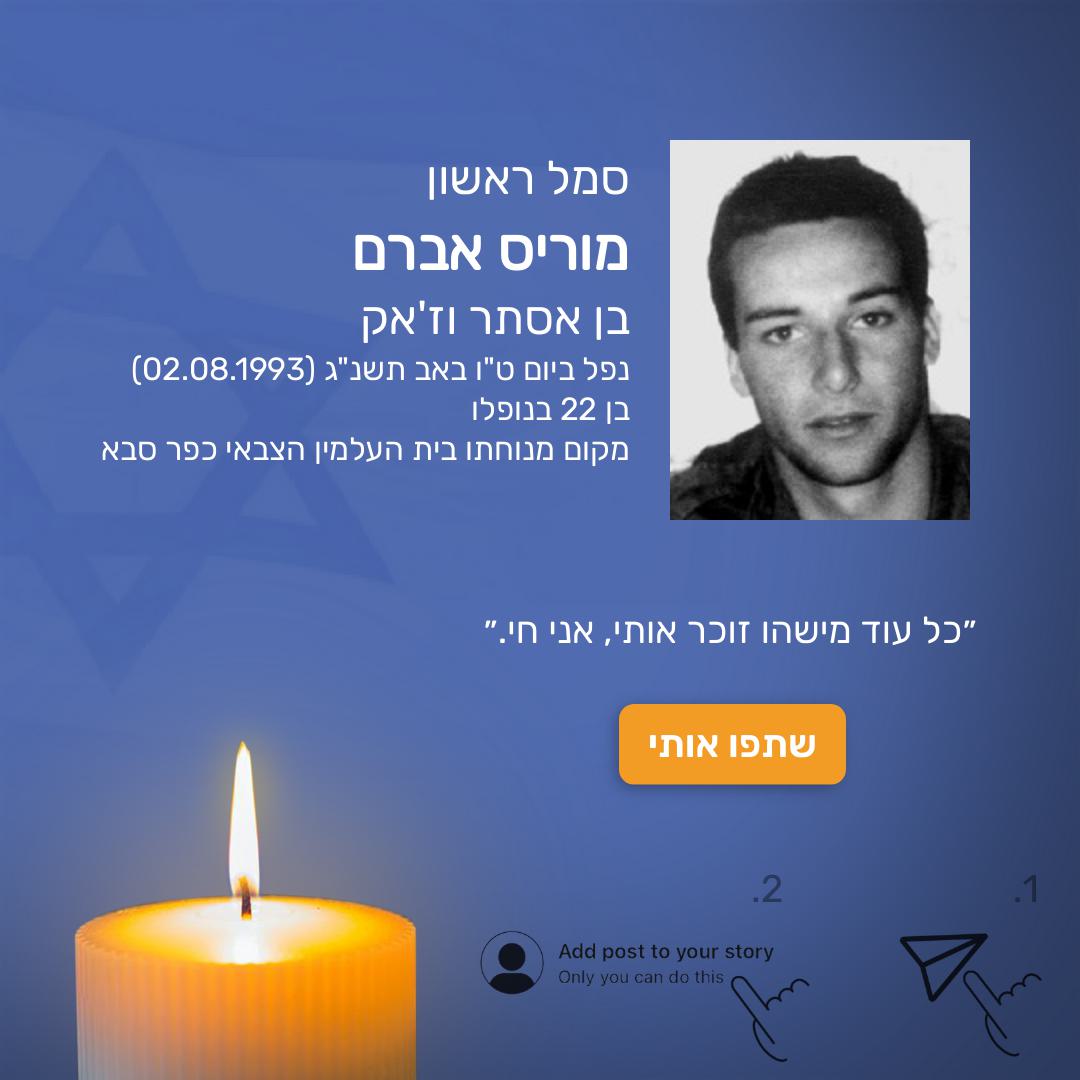 סמל ראשון
מוריס אברם
בן אסתר וז'אק
נפל ביום ט"ו באב תשנ"ג (02.08.1993)
בן 22 בנופלו
מקום מנוחתו בית העלמין הצבאי כפר סבא
״כל עוד מישהו זוכר אותי, אני חי.״
שתפו אותי
1.
2.
Add post to your story
Only you can do this